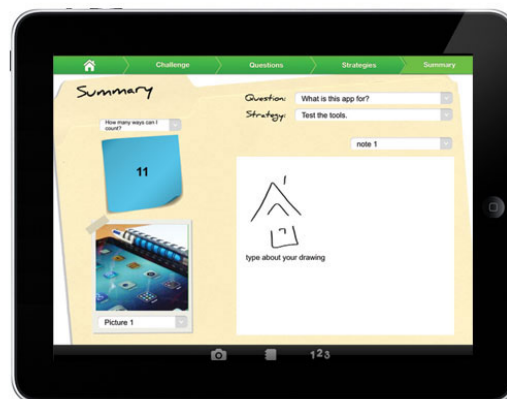 Challenge
Questions
Strategies
Summary
Summary
Question: What is this app for?
Strategy: Test the tools.
How many ways can I
count?
note 1
11
type about your drawing
Picture 1
123